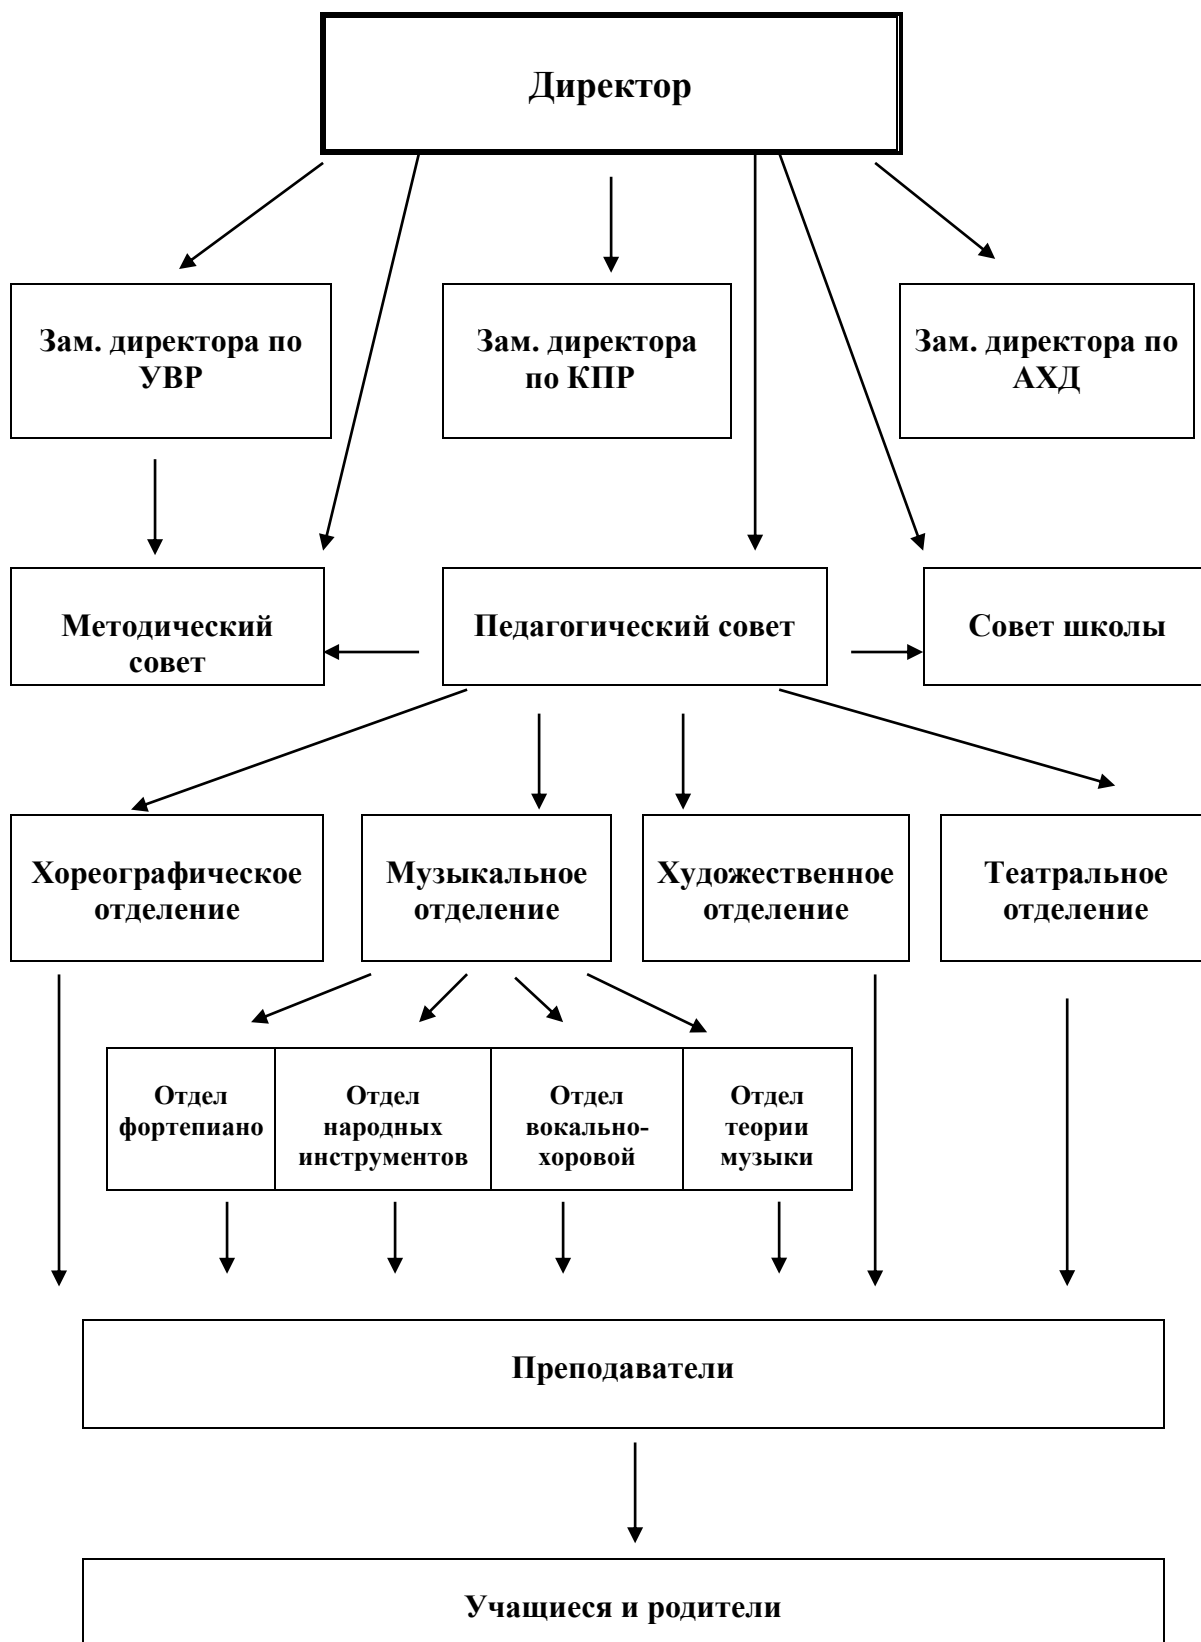 Директор
Зам. директора по
УВР
Зам. директора
по КПР
Зам. директора по
АХД
Методический
совет
Педагогический совет
Совет школы
Хореографическое
отделение
Музыкальное
отделение
Художественное
отделение
Театральное
отделение
Отдел
фортепиано
Отдел
народных
инструментов
Отдел
вокально-
хоровой
Отдел
теории
музыки
Преподаватели
Учащиеся и родители